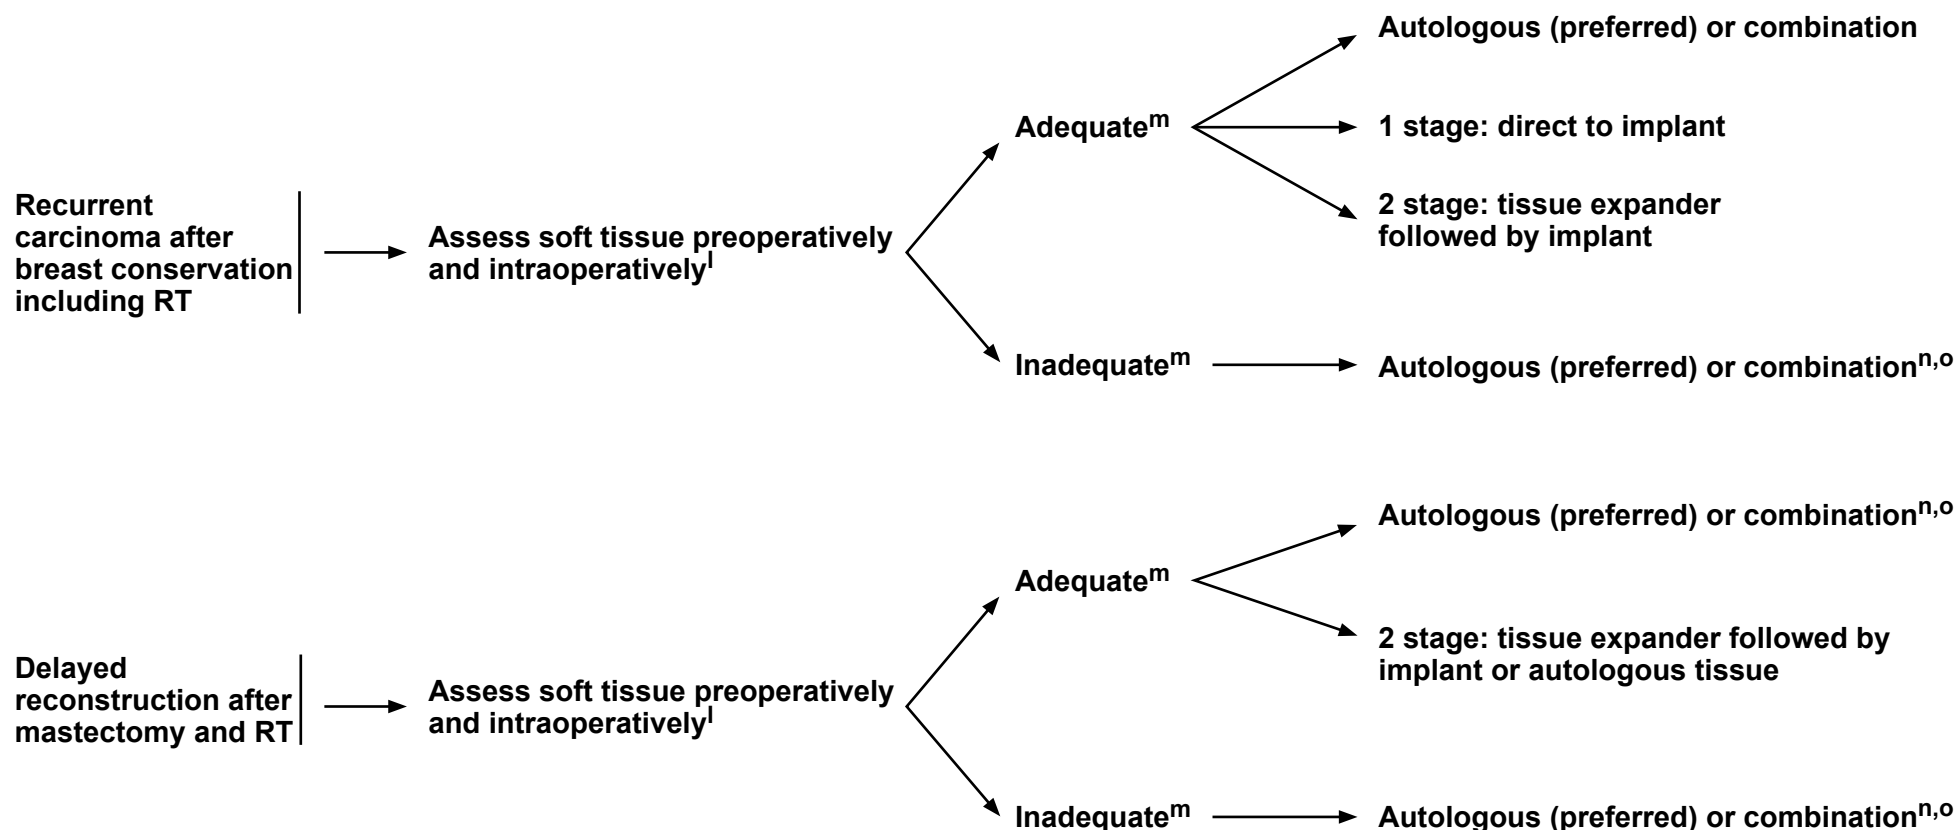 Autologous (preferred) or combination
Adequateᵐ
1 stage: direct to implant
Recurrent
carcinoma after
breast conservation
including RT
Assess soft tissue preoperatively
and intraoperativelyˡ
2 stage: tissue expander
followed by implant
Inadequateᵐ
Autologous (preferred) or combinationⁿ,ᵒ
Autologous (preferred) or combinationⁿ,ᵒ
Adequateᵐ
2 stage: tissue expander followed by
implant or autologous tissue
Delayed
reconstruction after
mastectomy and RT
Assess soft tissue preoperatively
and intraoperativelyˡ
Inadequateᵐ
Autologous (preferred) or combinationⁿ,ᵒ